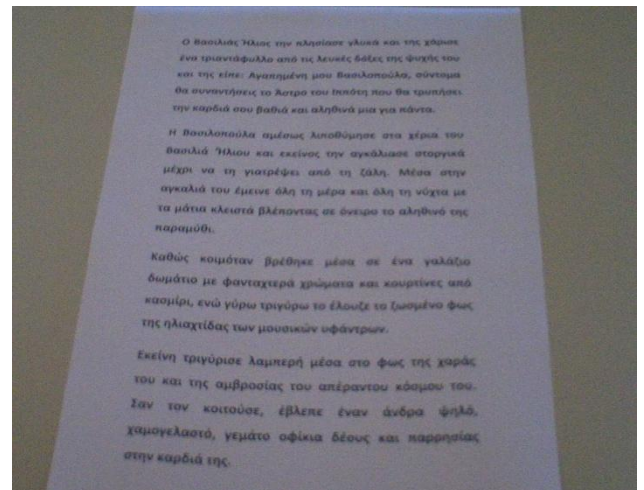 Ο Βασιλιάς Ήλιος την πλησίασε γλυκά και της χάρισε
ένα τριαντάφυλλο από τις λευκές δόξες της ψυχής του
και της είπε: Αγαπημένη μου Βασιλοπούλα, σύντομα
θα συναντήσεις το Άστρο του Ιππότη που θα τρυπήσει
την καρδιά σου βαθιά και αληθινά μια για πάντα.
Η Βασιλοπούλα αμέσως λιποθύμησε στα χέρια του
Βασιλιά Ήλιου και εκείνος την αγκάλιασε στοργικά
μέχρι να τη γιατρέψει από τη ζάλη. Μέσα στην
αγκαλιά του έμεινε όλη τη μέρα και όλη τη νύχτα με
τα μάτια κλειστά βλέποντας σε όνειρο το αληθινό της
παραμύθι.
Καθώς κοιμόταν βρέθηκε μέσα σε ένα γαλάζιο
δωμάτιο με φανταχτερά χρώματα και κουρτίνες από
κασμίρι, ενώ γύρω τριγύρω το έλουζε το ζωσμένο φως
της ηλιαχτίδας των μουσικών υφάντρων.
Εκείνη τριγύρισε λαμπερή μέσα στο φως της χαράς
του και της αμβροσίας του απέραντου κόσμου του.
Σαν τον κοιτούσε, έβλεπε έναν άνδρα ψηλό,
χαμογελαστό, γεμάτο οφίκια δέους και παρρησίας
στην καρδιά της.